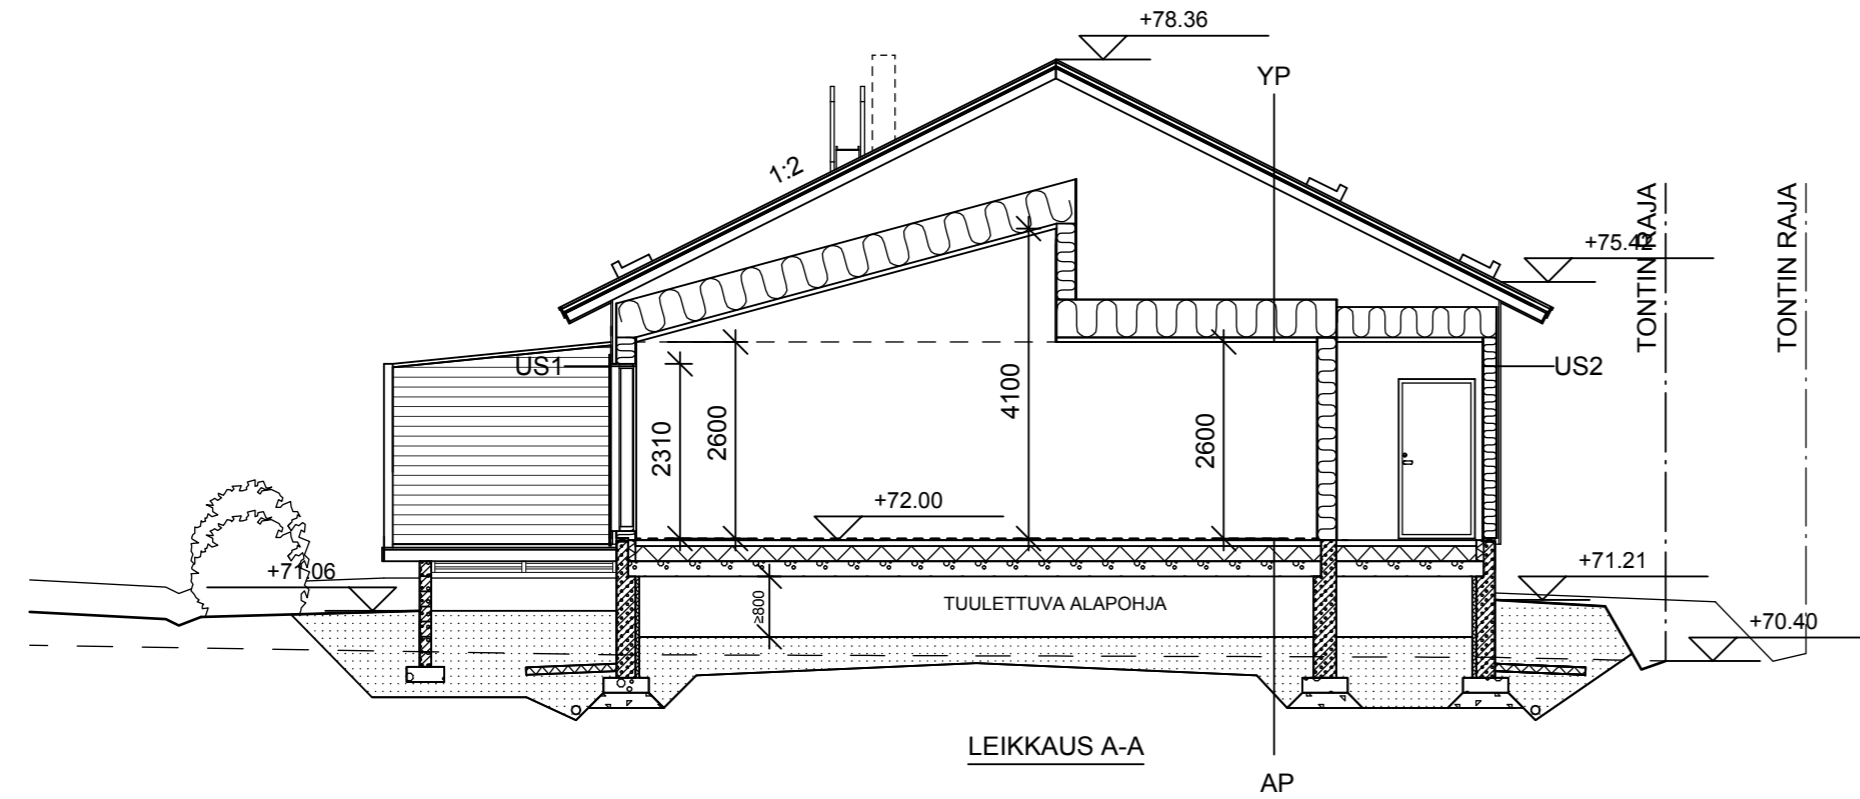 +78.36
YP
1:2
TONTIN RAJA
TONTIN RAJA
+75.42
US1
US2
2310
2600
4100
2600
+72.00
+71.06
≥800
TUULETTUVA ALAPOHJA
+71.21
+70.40
LEIKKAUS A-A
AP